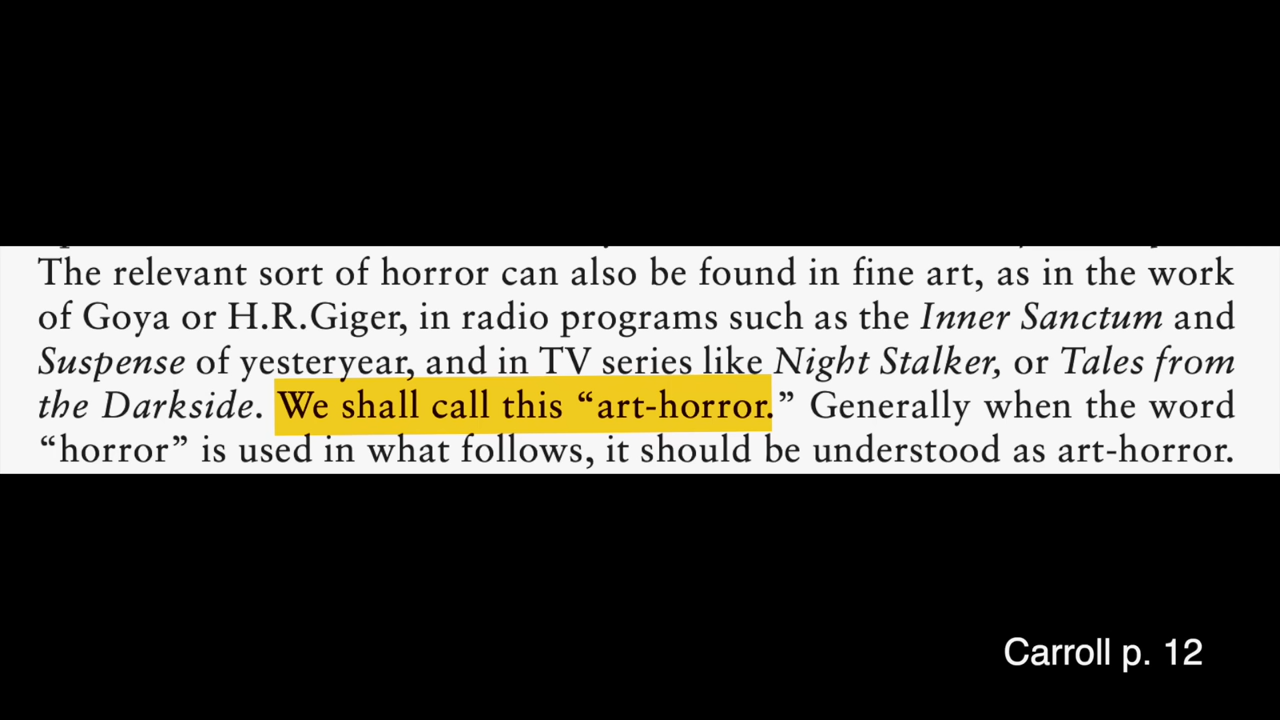 The relevant sort of horror can also be found in fine art, as in the work
of Goya or H.R.Giger, in radio programs such as the Inner Sanctum and
Suspense of yesteryear, and in TV series like Night Stalker, or Tales from
the Darkside. We shall call this “art-horror.” Generally when the word
“horror” is used in what follows, it should be understood as art-horror.
Carroll p. 12